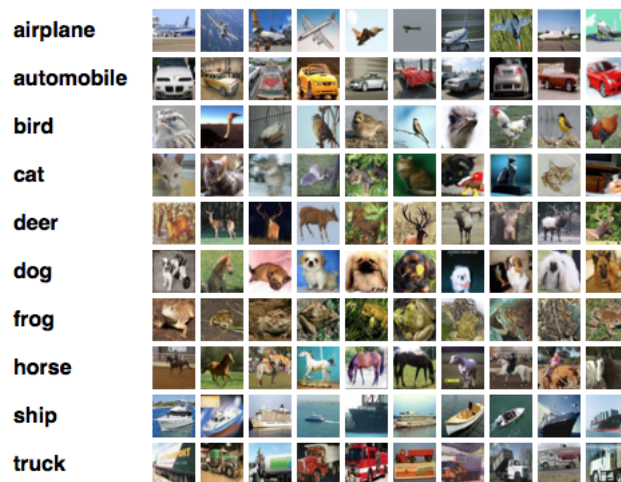 airplane
automobile
bird
cat
deer
dog
frog
horse
ship
truck